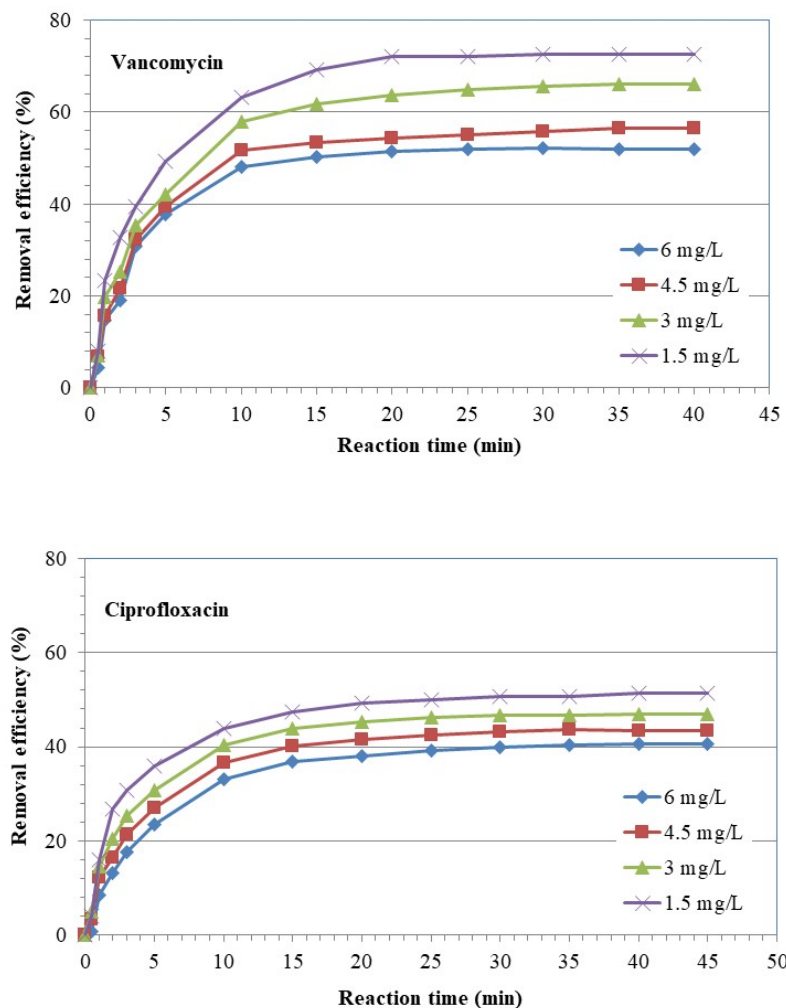 Vancomycin
Removal efficiency (%)
80
60
40
20
0
6 mg/L
4.5 mg/L
3 mg/L
1.5 mg/L
0 5 10 15 20 25 30 35 40 45
Reaction time (min)
Ciprofloxacin
Removal efficiency (%)
80
60
40
20
0
6 mg/L
4.5 mg/L
3 mg/L
1.5 mg/L
0 5 10 15 20 25 30 35 40 45 50
Reaction time (min)